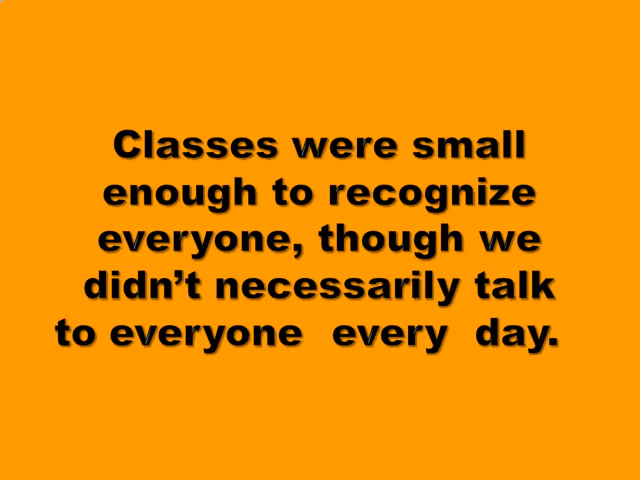 Classes were small
enough to recognize
everyone, though we
didn’t necessarily talk
to everyone  every  day.